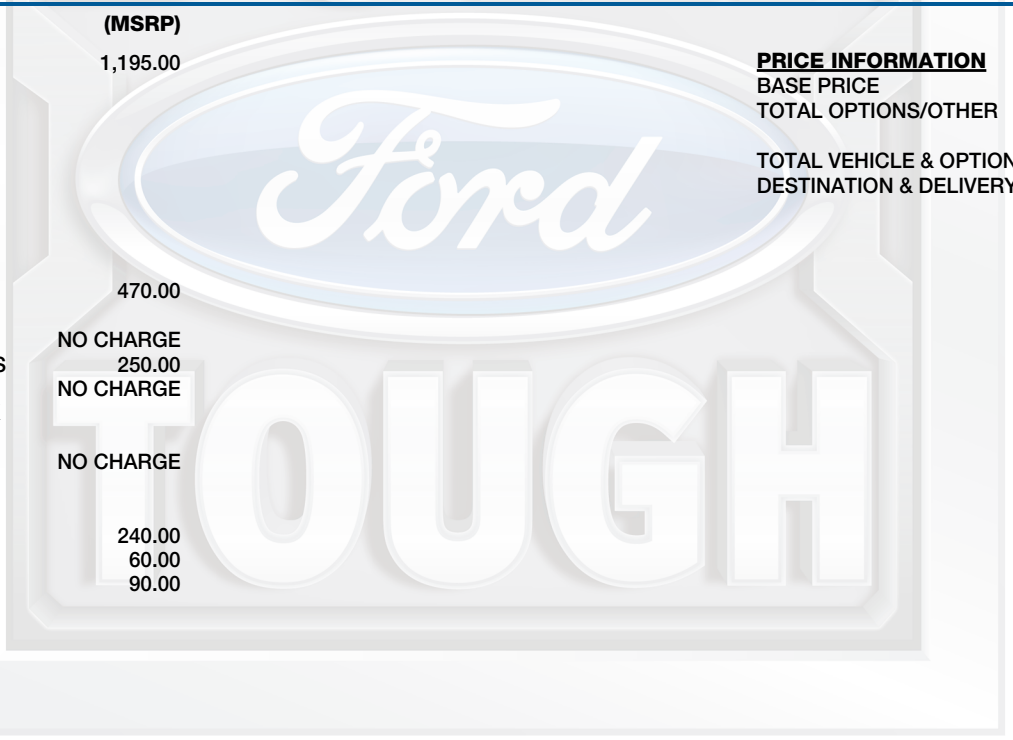 (MSRP)
1,195.00
470.00
NO CHARGE
S 250.00
NO CHARGE
NO CHARGE
240.00
60.00
90.00
PRICE INFORMATION
BASE PRICE
TOTAL OPTIONS/OTHER
TOTAL VEHICLE & OPTION
DESTINATION & DELIVERY
Ford
TOUGH